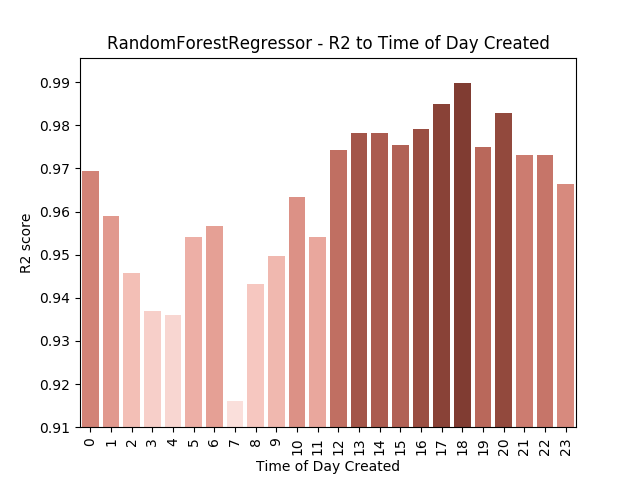 RandomForestRegressor - R2 to Time of Day Created
R2 score
0.99
0.98
0.97
0.96
0.95
0.94
0.93
0.92
0.91
0 1 2 3 4 5 6 7 8 9 10 11 12 13 14 15 16 17 18 19 20 21 22 23
Time of Day Created